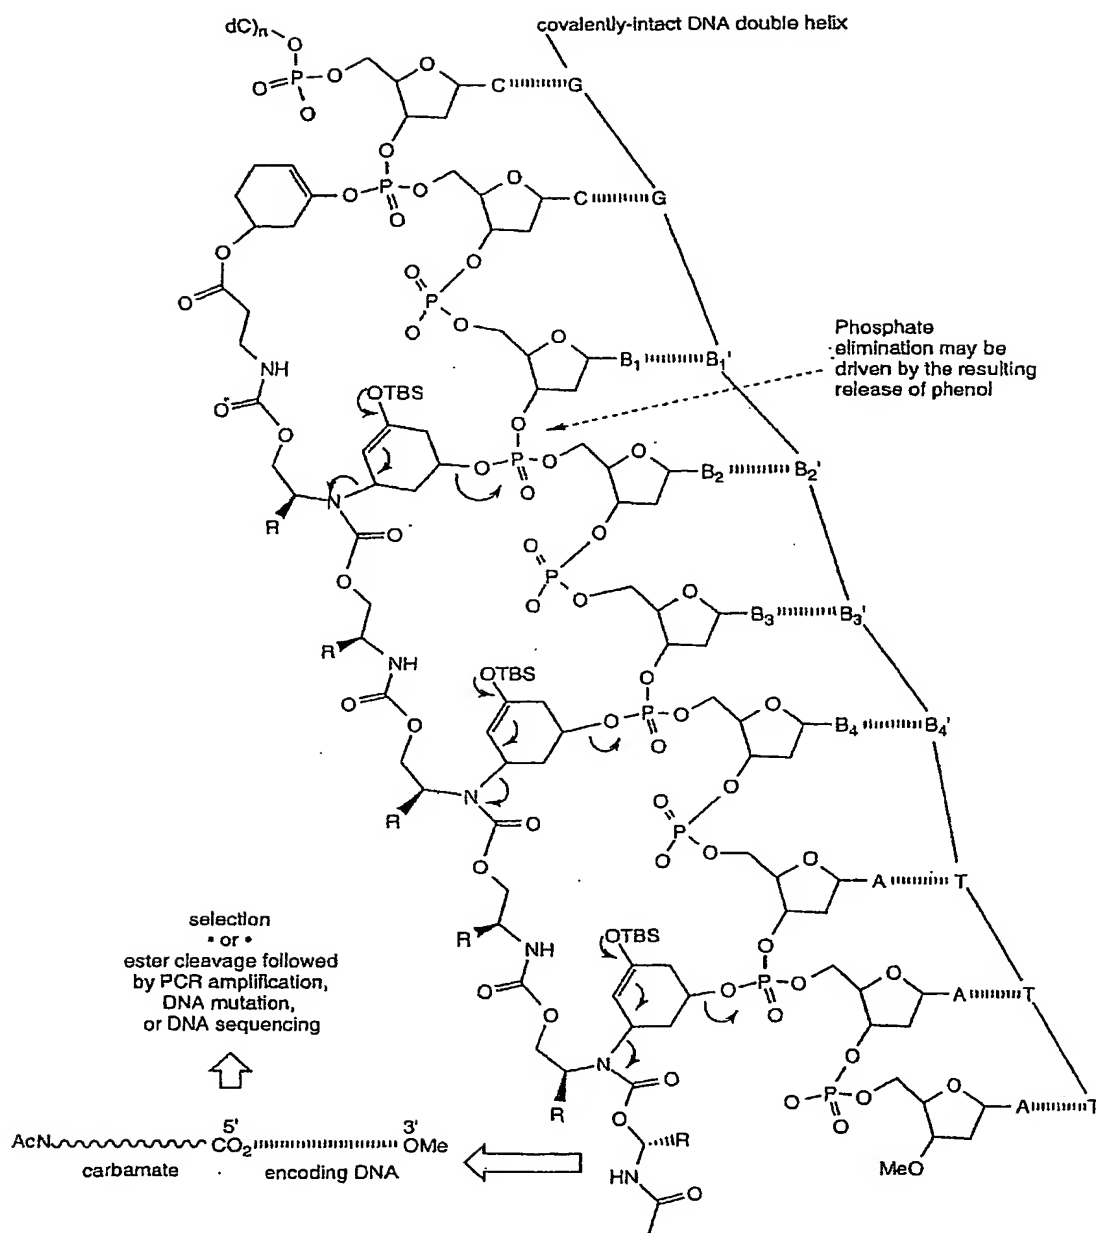 dC)n
covalently-intact DNA double helix
O
O P O O C G
O
O
O P O O C G
O
O
O
O P O
O
O
O
B1 B1'
Phosphate
elimination may be
driven by the resulting
release of phenol
NH
O
O
OTBS
O
O P O O B2 B2'
O
R N O
O
O
O P O
O
O B3 B3'
R NH
O
O
OTBS
O
O P O O B4 B4'
O
R N O
O
O
O P O
O
O A T
selection
• or •
ester cleavage followed
by PCR amplification,
DNA mutation,
or DNA sequencing
R NH
O
O
OTBS
O
O P O O A T
O
R N O
O
O
O P O
O
O A T
MeO
R
HN
O
AcN CO2 5' 3' OMe
carbamate encoding DNA